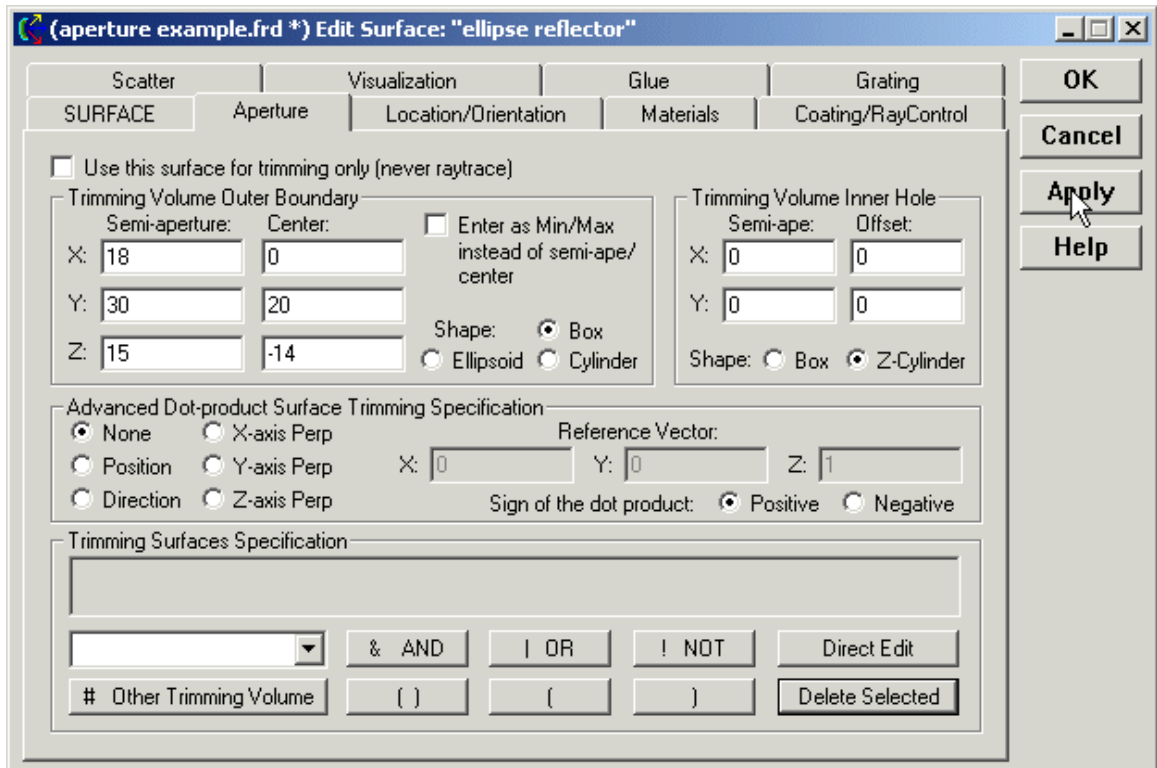 (aperture example.frd *) Edit Surface: "ellipse reflector"
Scatter Visualization Glue Grating
SURFACE Aperture Location/Orientation Materials Coating/RayControl
OK
Cancel
Apply
Help
Use this surface for trimming only (never raytrace)
Trimming Volume Outer Boundary
Semi-aperture: Center:
X: 18 0
Y: 30 20
Z: 15 -14
Enter as Min/Max
instead of semi-ape/
center
Shape: Box
Ellipsoid Cylinder
Trimming Volume Inner Hole
Semi-ape: Offset:
X: 0 0
Y: 0 0
Shape: Box Z-Cylinder
Advanced Dot-product Surface Trimming Specification
None X-axis Perp Reference Vector:
Position Y-axis Perp X: 0 Y: 0 Z: 1
Direction Z-axis Perp Sign of the dot product: Positive Negative
Trimming Surfaces Specification
& AND | OR ! NOT Direct Edit
# Other Trimming Volume ( ) ( ) Delete Selected